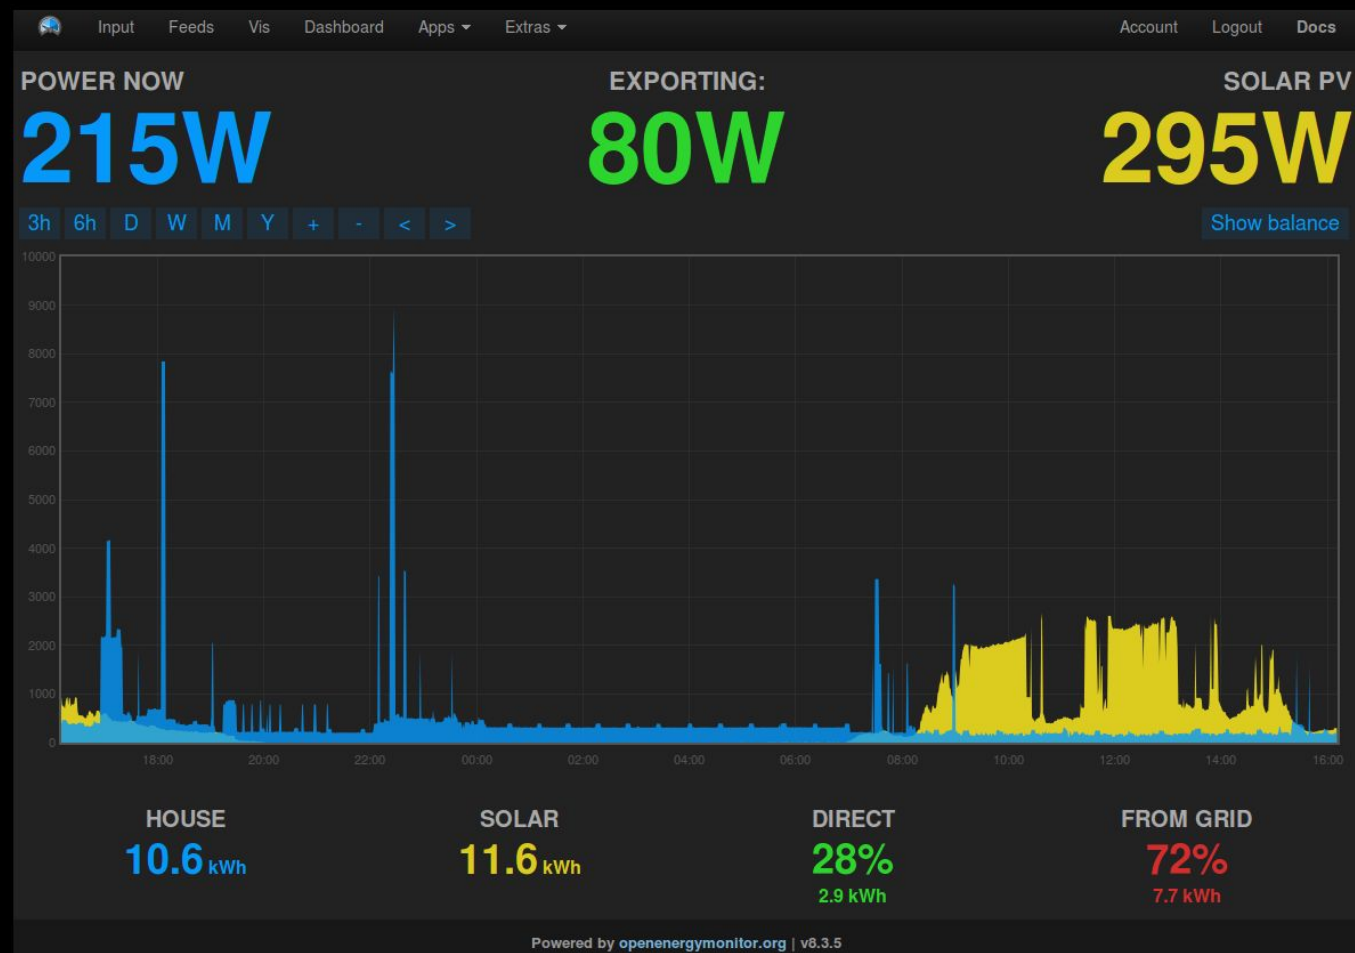 Input Feeds Vis Dashboard Apps Extras Account Logout Docs
POWER NOW EXPORTING: SOLAR PV
215W 80W 295W
3h 6h D W M Y + - < > Show balance
10000
9000
8000
7000
6000
5000
4000
3000
2000
1000
0
18:00 20:00 22:00 00:00 02:00 04:00 06:00 08:00 10:00 12:00 14:00 16:00
HOUSE SOLAR DIRECT FROM GRID
10.6 kWh 11.6 kWh 28% 72%
2.9 kWh 7.7 kWh
Powered by openenergymonitor.org | v8.3.5